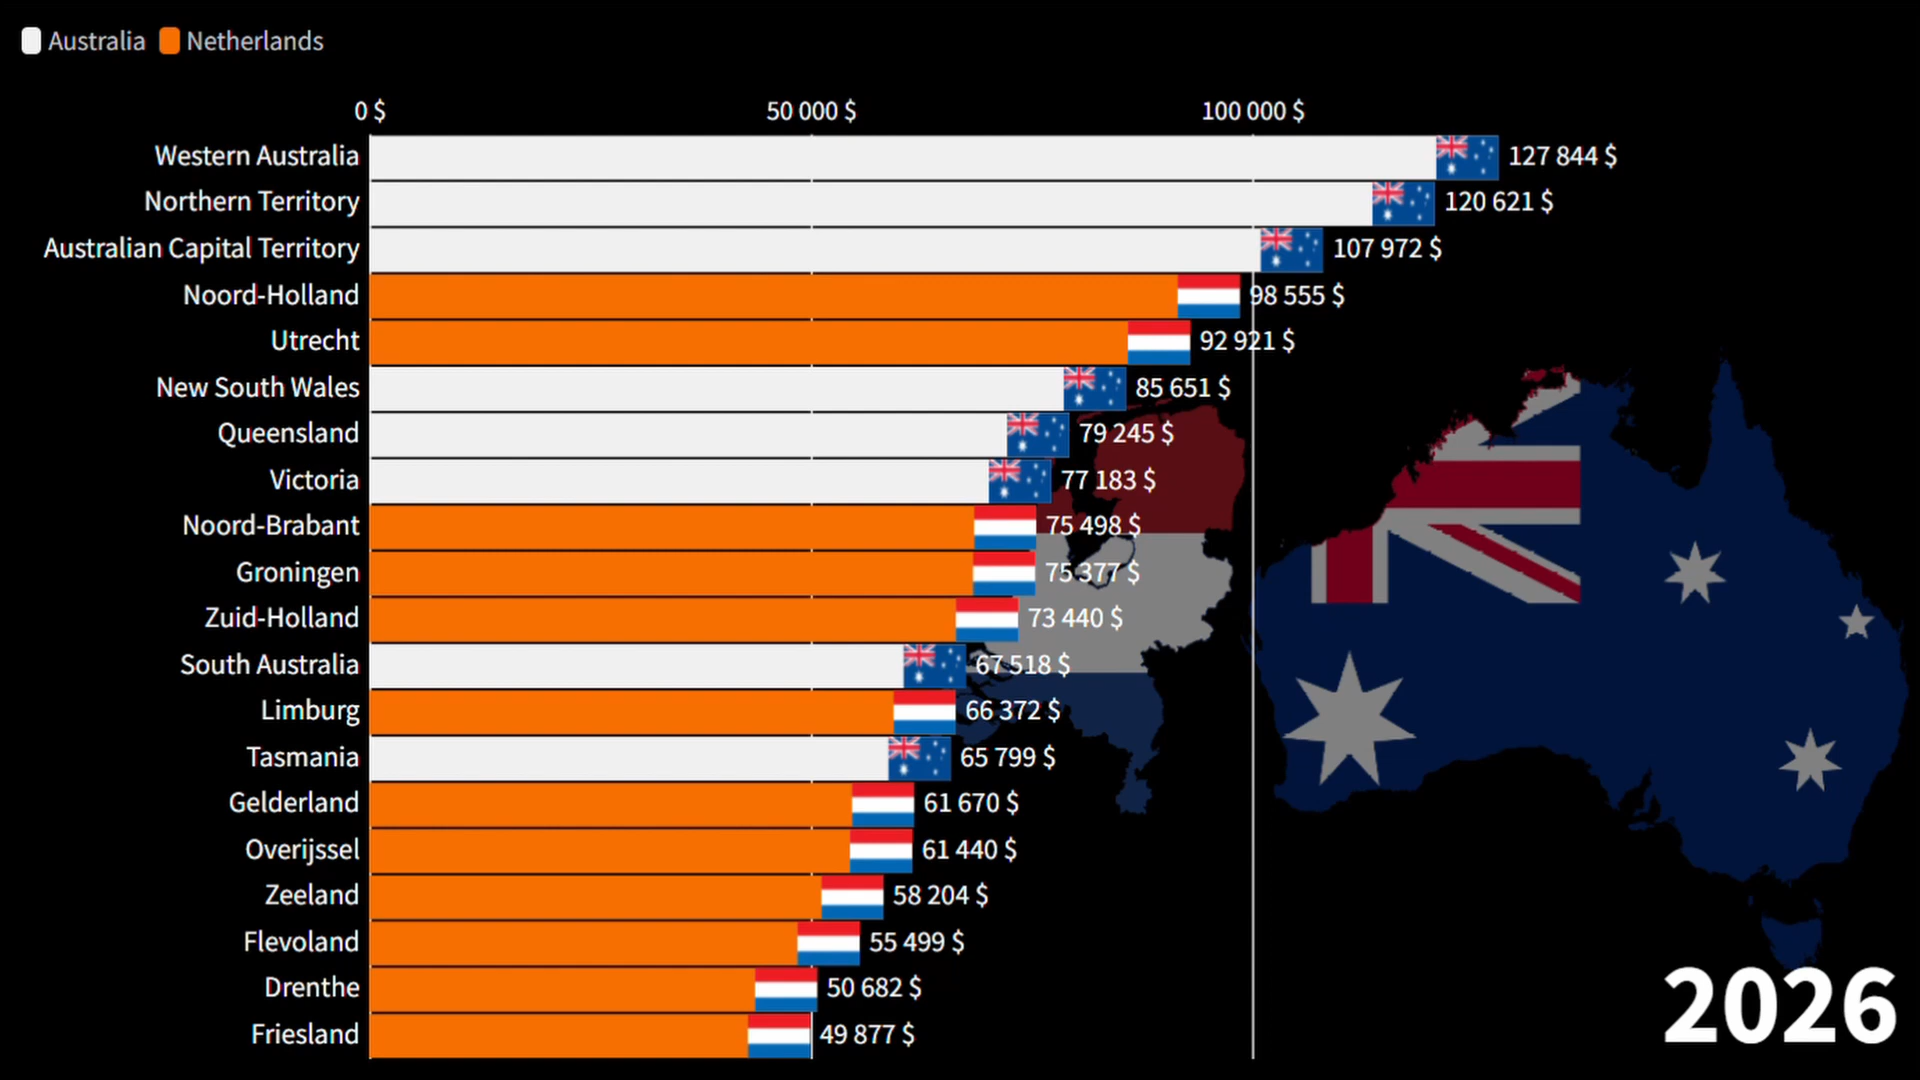 Australia Netherlands
0 $ 50 000 $ 100 000 $
Western Australia 127 844 $
Northern Territory 120 621 $
Australian Capital Territory 107 972 $
Noord-Holland 98 555 $
Utrecht 92 921 $
New South Wales 85 651 $
Queensland 79 245 $
Victoria 77 183 $
Noord-Brabant 75 498 $
Groningen 75 377 $
Zuid-Holland 73 440 $
South Australia 67 518 $
Limburg 66 372 $
Tasmania 65 799 $
Gelderland 61 670 $
Overijssel 61 440 $
Zeeland 58 204 $
Flevoland 55 499 $
Drenthe 50 682 $
Friesland 49 877 $
2026